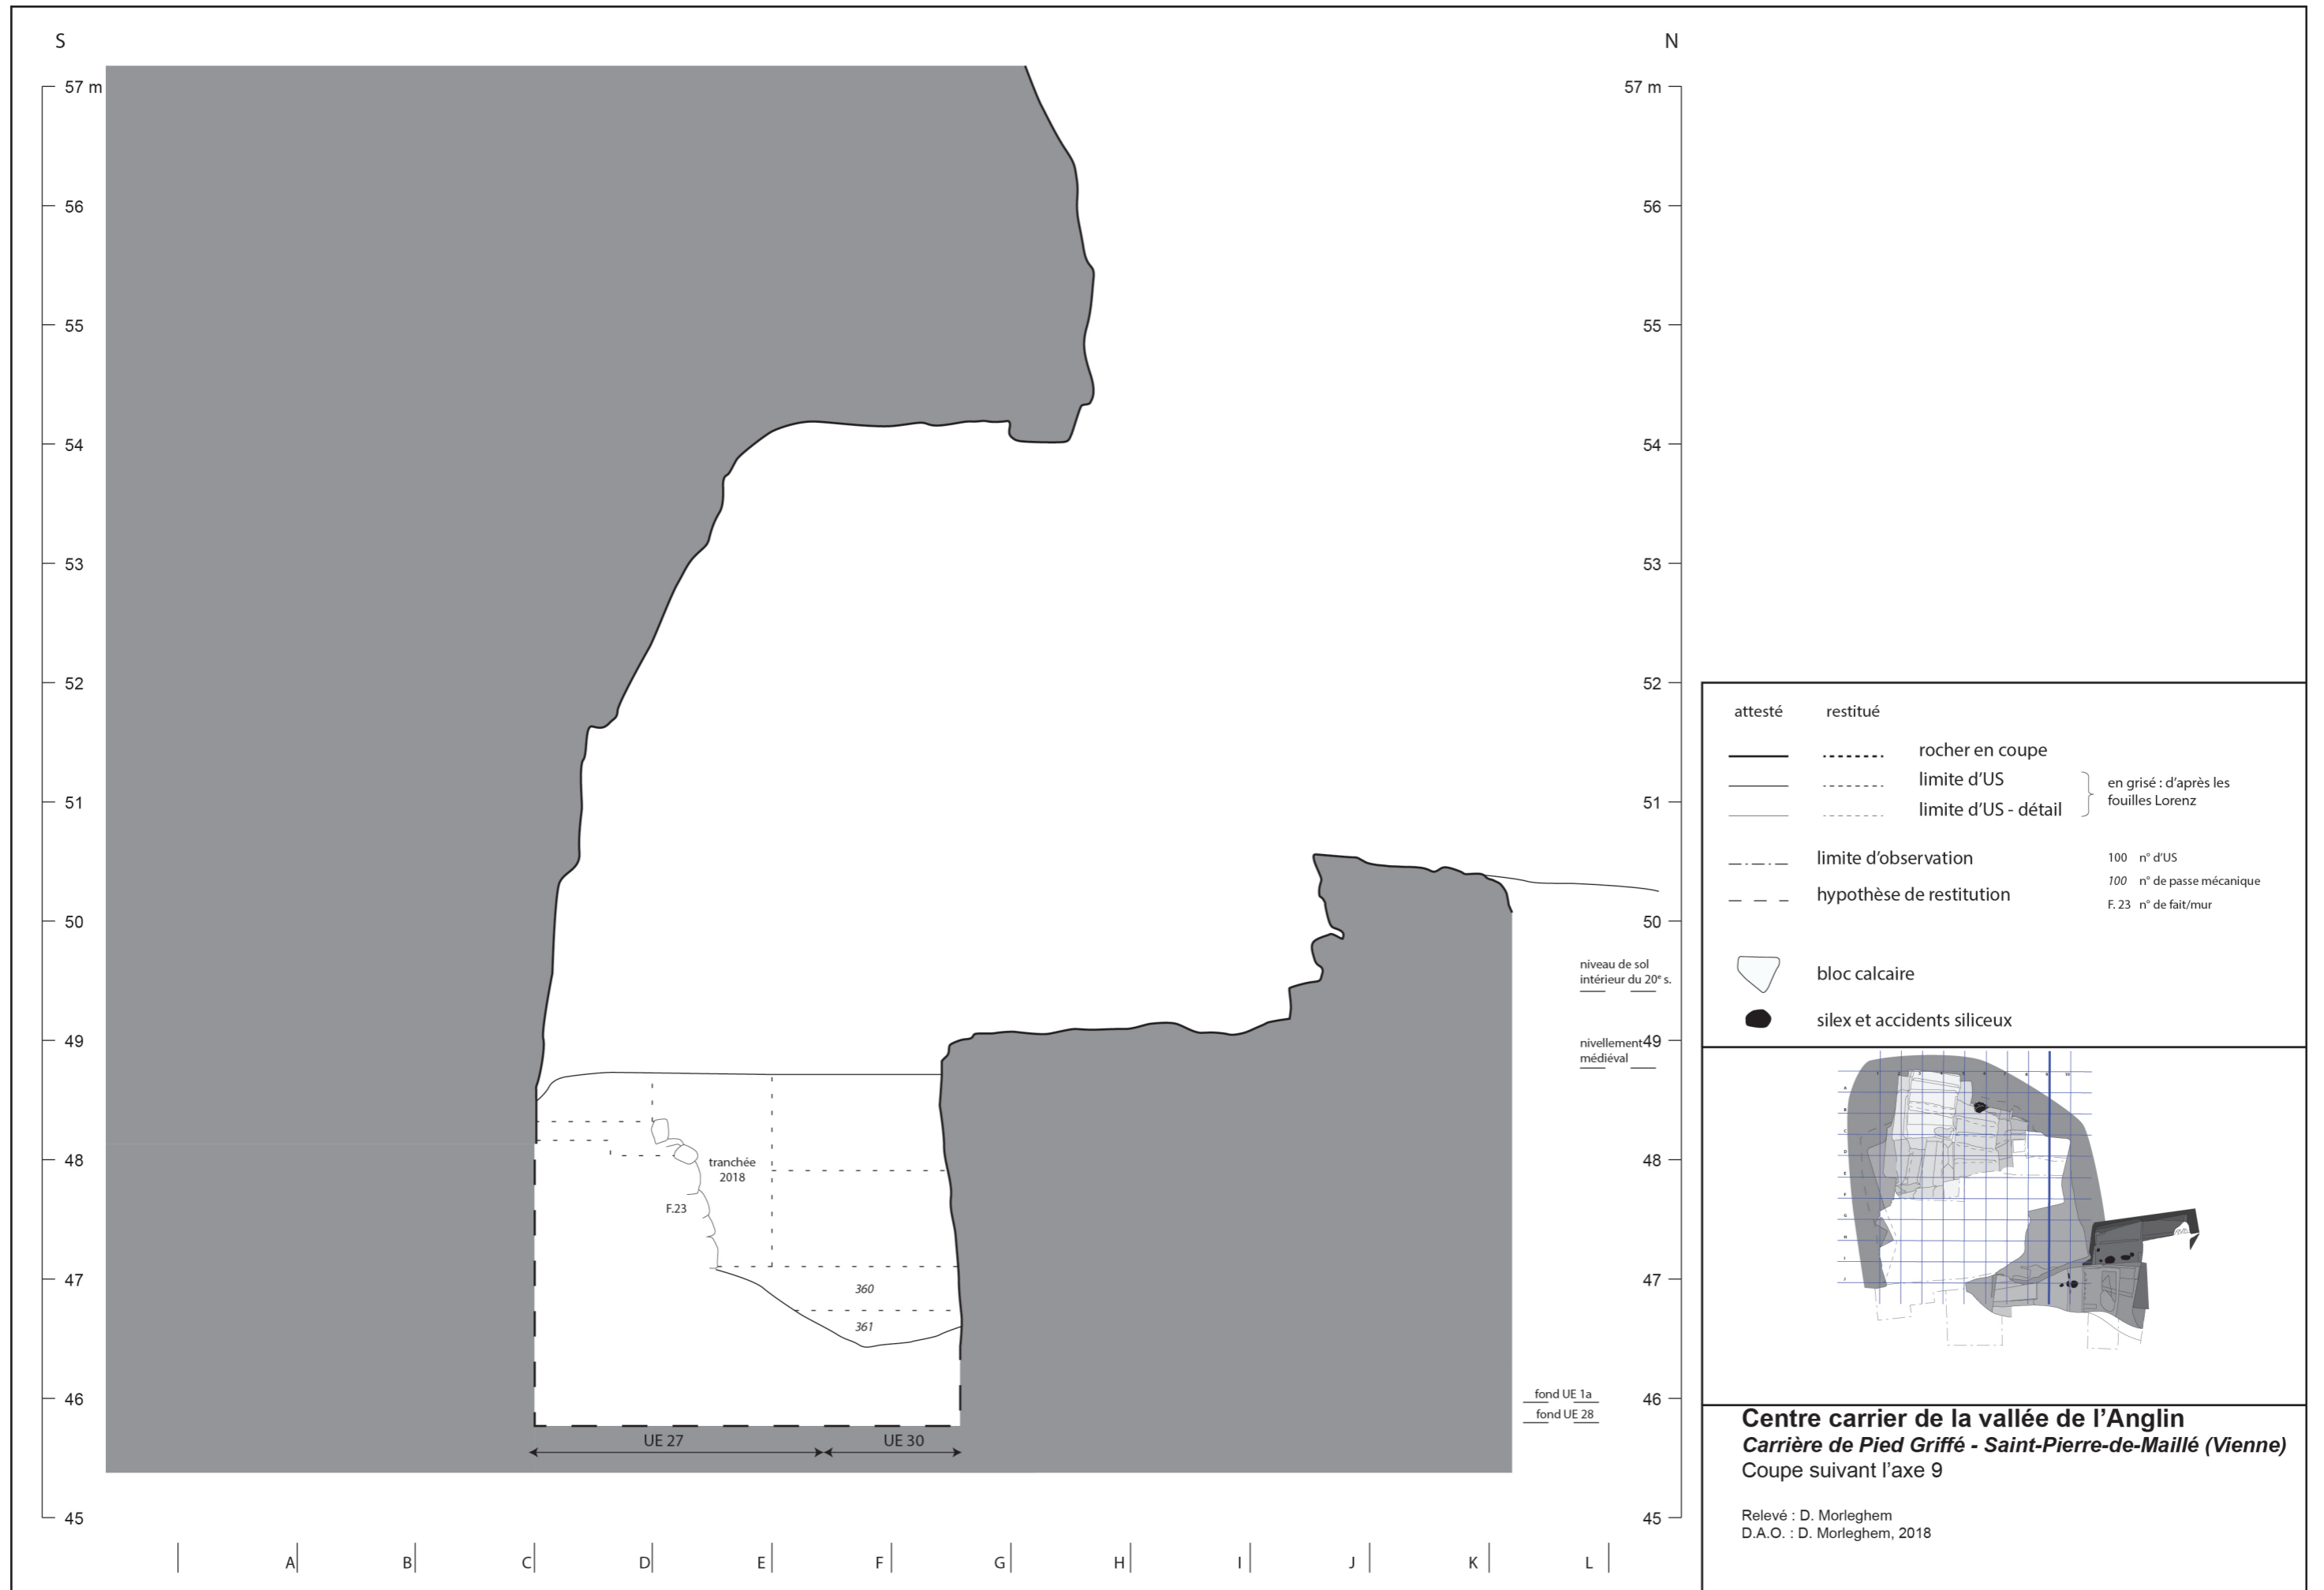 S
N
57 m
56
55
54
53
52
51
50
49
48
47
46
45
57 m
56
55
54
53
52
51
50
49
48
47
46
45
tranchée
2018
F.23
360
361
UE 27
UE 30
niveau de sol
intérieur du 20e s.
nivellement
médiéval
fond UE 1a
fond UE 28
A
B
C
D
E
F
G
H
I
J
K
L
attesté
restitué
rocher en coupe
limite d'US
limite d'US - détail
en grisé : d'après les
fouilles Lorenz
limite d'observation
hypothèse de restitution
100 n° d'US
100 n° de passe mécanique
F. 23 n° de fait/mur
bloc calcaire
silex et accidents siliceux
Centre carrier de la vallée de l'Anglin
Carrière de Pied Griffé - Saint-Pierre-de-Maillé (Vienne)
Coupe suivant l'axe 9
Relevé : D. Morleghem
D.A.O. : D. Morleghem, 2018